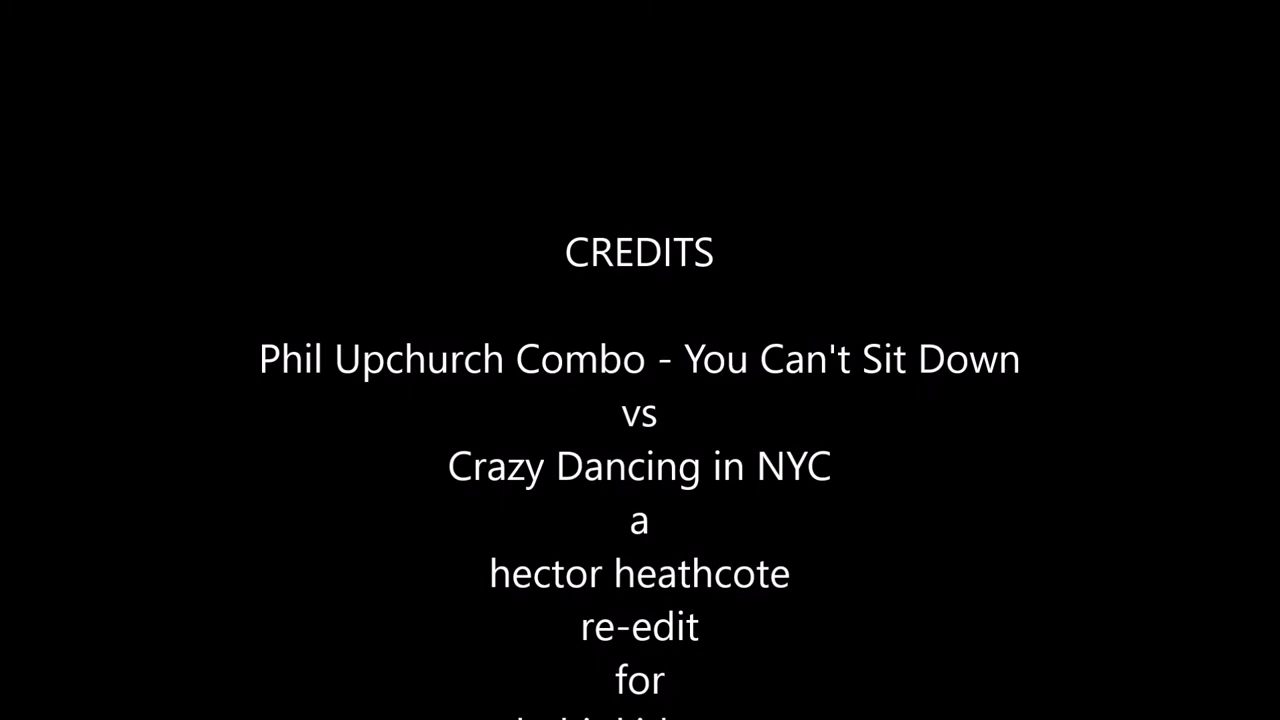 CREDITS
Phil Upchurch Combo - You Can't Sit Down
vs
Crazy Dancing in NYC
a
hector heathcote
re-edit
for